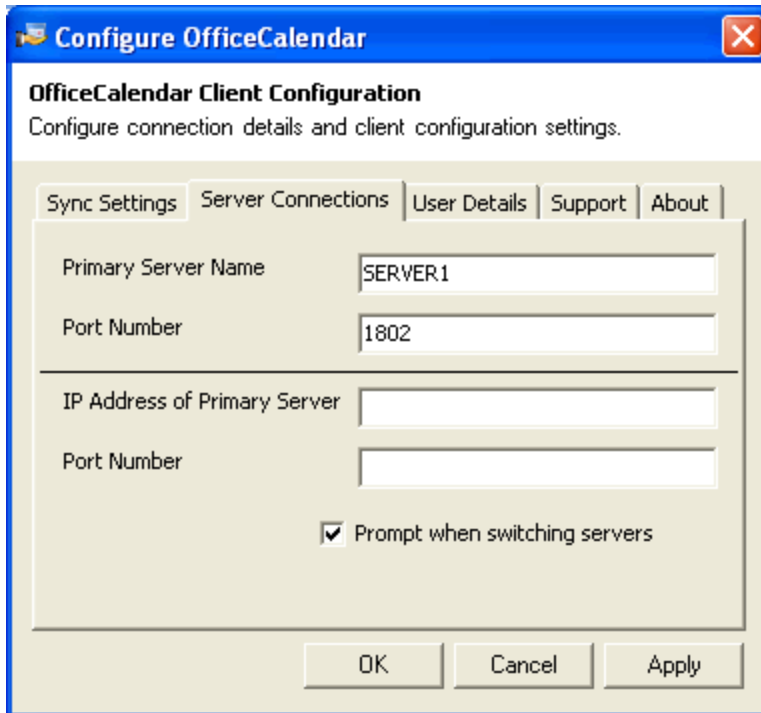 Configure OfficeCalendar
OfficeCalendar Client Configuration
Configure connection details and client configuration settings.
Sync Settings Server Connections User Details Support About
Primary Server Name SERVER1
Port Number 1802
IP Address of Primary Server
Port Number
Prompt when switching servers
OK Cancel Apply